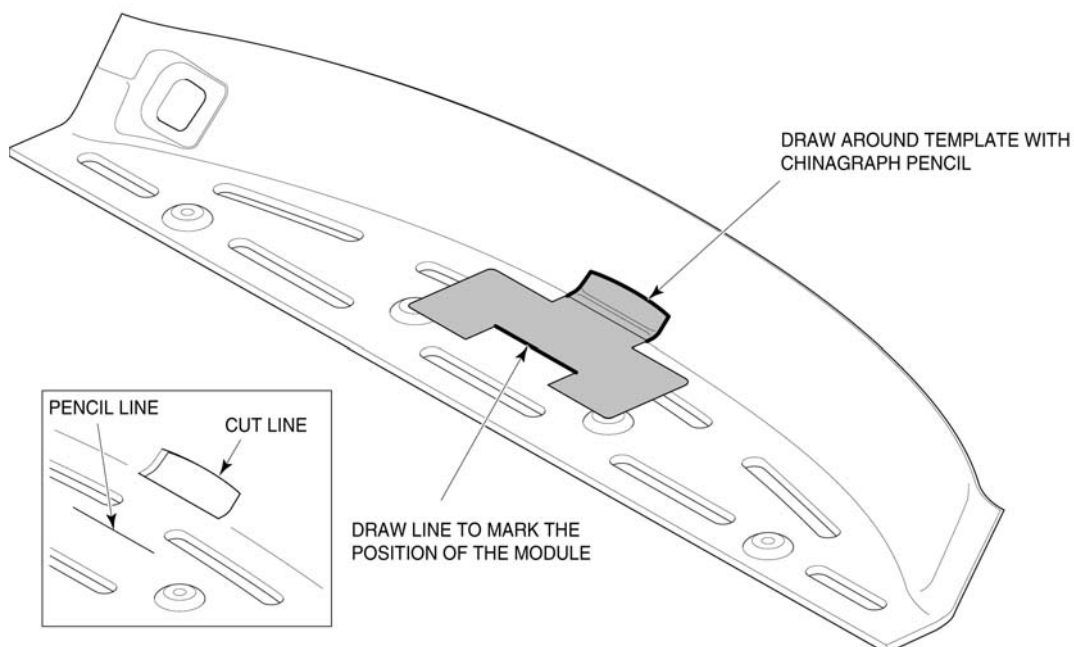 DRAW AROUND TEMPLATE WITH
CHINAGRAPH PENCIL
PENCIL LINE
CUT LINE
DRAW LINE TO MARK THE
POSITION OF THE MODULE